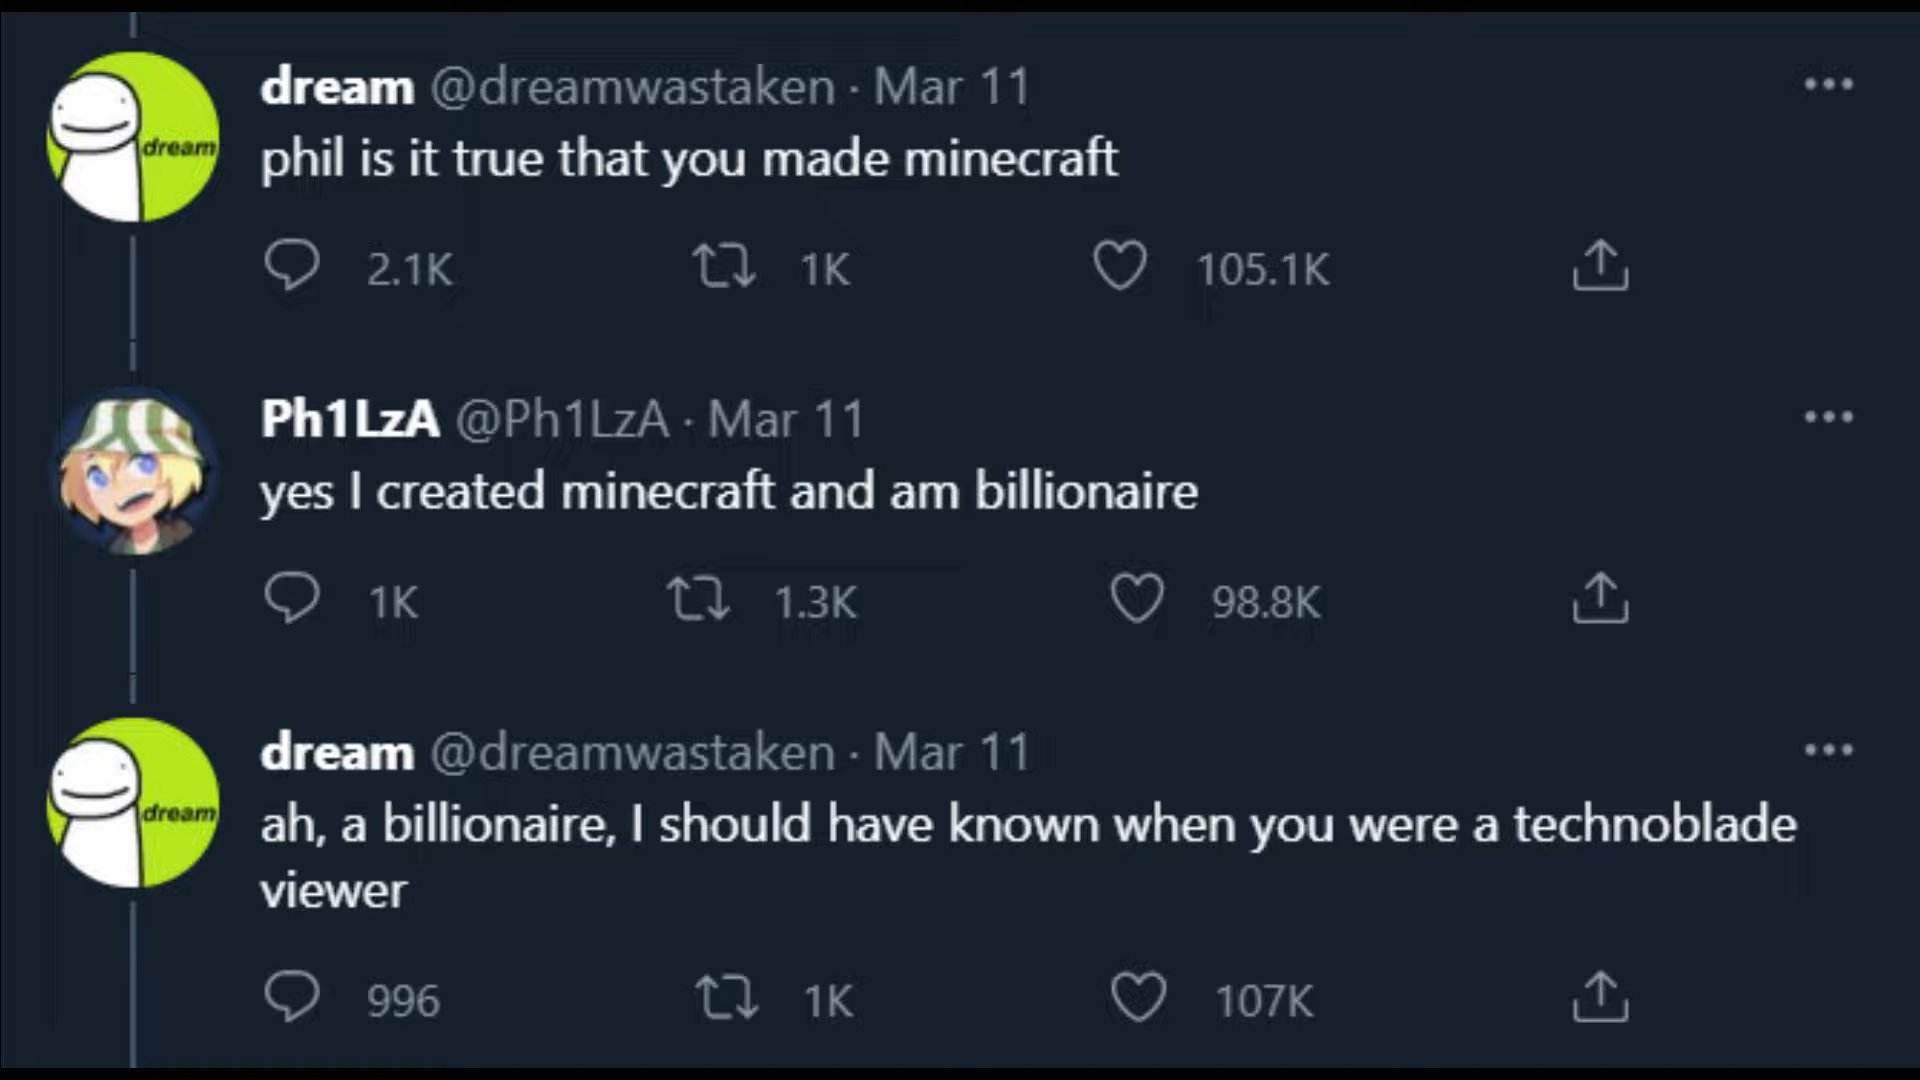 dream @dreamwastaken · Mar 11
dream
phil is it true that you made minecraft
2.1K 1K 105.1K
Ph1LzA @Ph1LzA · Mar 11
yes I created minecraft and am billionaire
1K 1.3K 98.8K
dream @dreamwastaken · Mar 11
dream
ah, a billionaire, I should have known when you were a technoblade
viewer
996 1K 107K